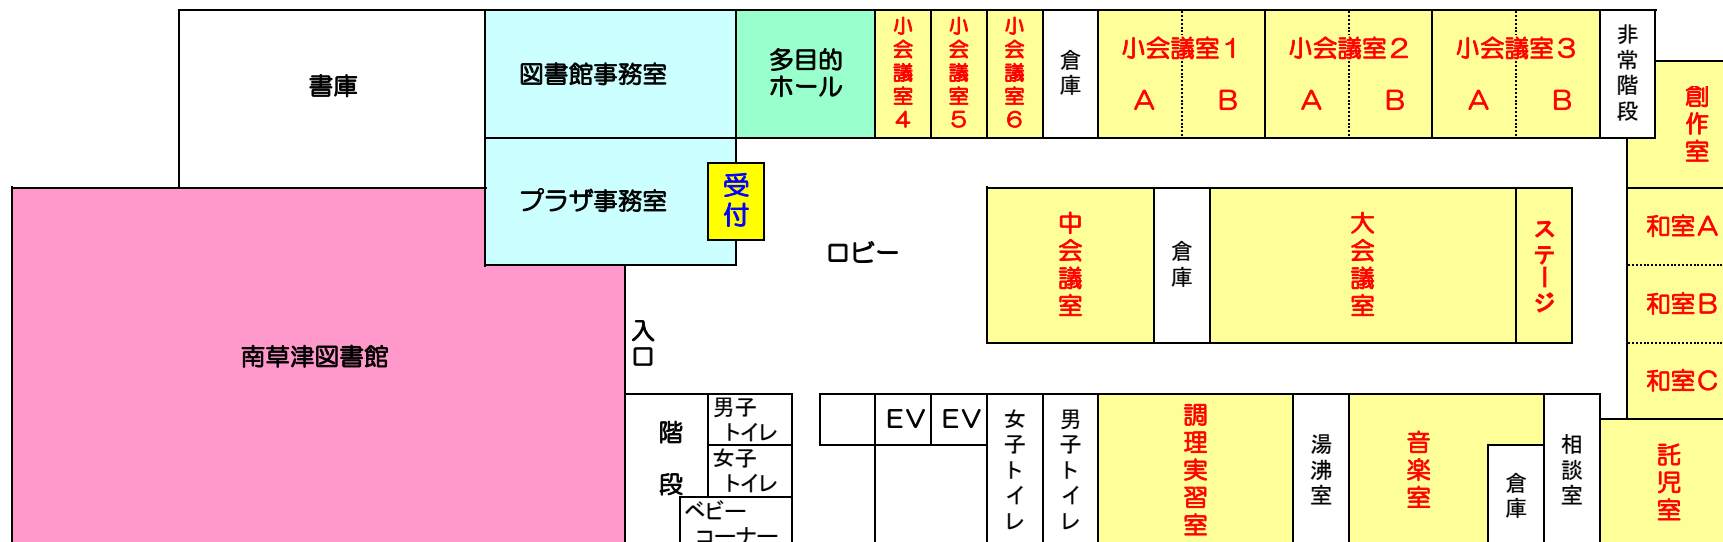 書庫
図書館事務室
多目的
ホール
小会議室4
小会議室5
小会議室6
倉庫
小会議室1
A B
小会議室2
A B
小会議室3
A B
非常階段
創作室
プラザ事務室
受付
ロビー
中会議室
倉庫
大会議室
ステージ
和室A
和室B
和室C
南草津図書館
入口
階段
男子
トイレ
女子
トイレ
ベビー
コーナー
EV
EV
女子トイレ
男子トイレ
調理実習室
湯沸室
音楽室
倉庫
相談室
託児室